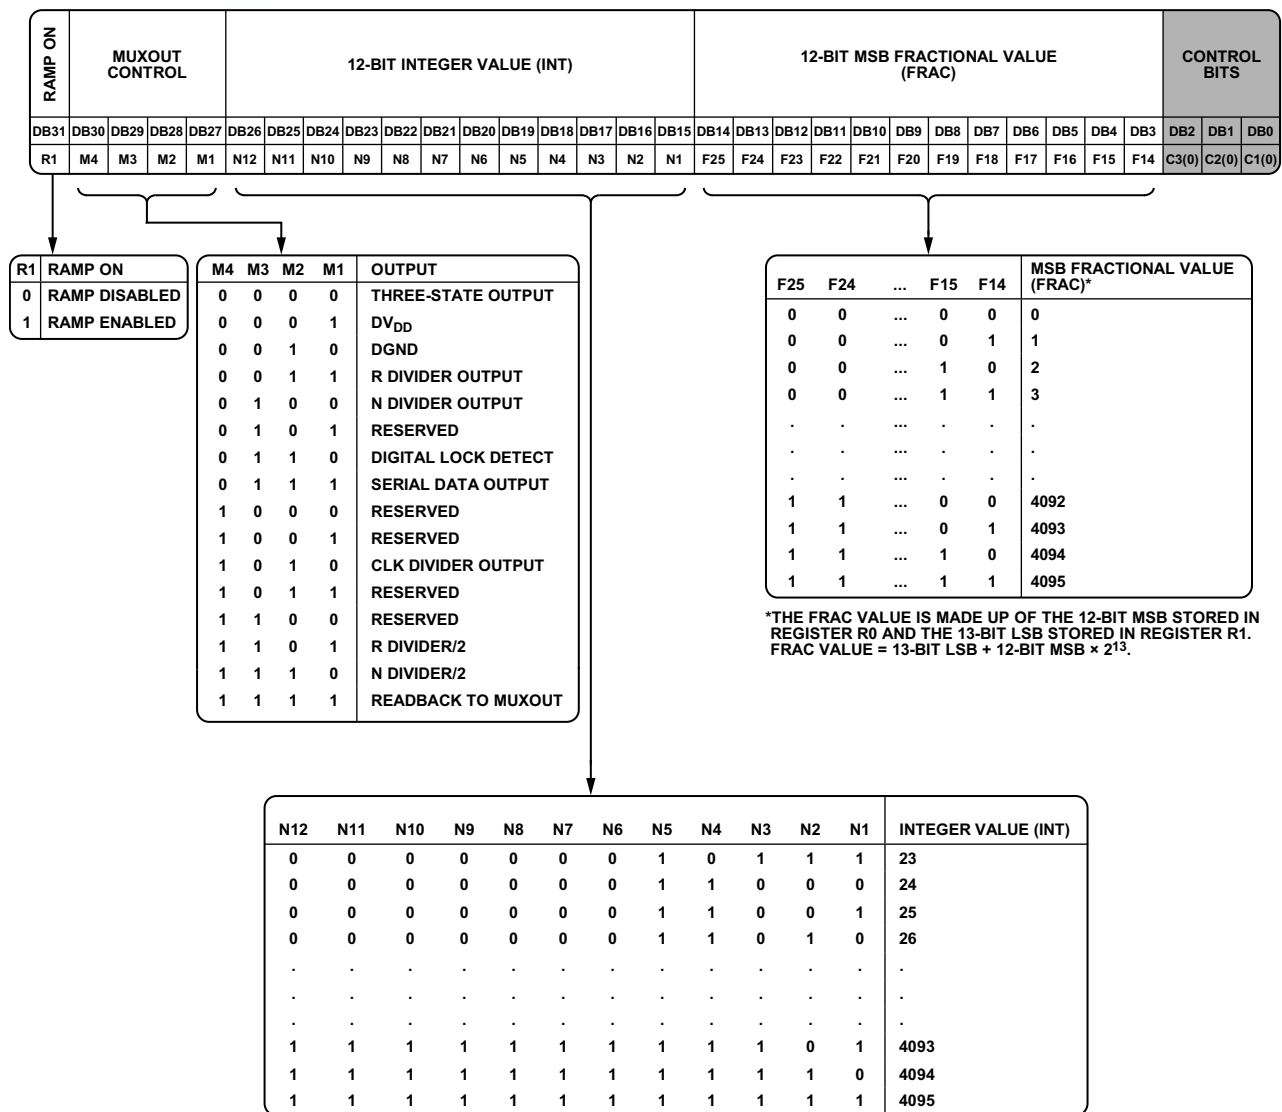 RAMP ON
MUXOUT
CONTROL
12-BIT INTEGER VALUE (INT)
12-BIT MSB FRACTIONAL VALUE
(FRAC)
CONTROL
BITS
DB31 DB30 DB29 DB28 DB27 DB26 DB25 DB24 DB23 DB22 DB21 DB20 DB19 DB18 DB17 DB16 DB15 DB14 DB13 DB12 DB11 DB10 DB9 DB8 DB7 DB6 DB5 DB4 DB3 DB2 DB1 DB0
R1 M4 M3 M2 M1 N12 N11 N10 N9 N8 N7 N6 N5 N4 N3 N2 N1 F25 F24 F23 F22 F21 F20 F19 F18 F17 F16 F15 F14 C3(0) C2(0) C1(0)
R1 RAMP ON
0 RAMP DISABLED
1 RAMP ENABLED
M4 M3 M2 M1 OUTPUT
0 0 0 0 THREE-STATE OUTPUT
0 0 0 1 DVDD
0 0 1 0 DGND
0 0 1 1 R DIVIDER OUTPUT
0 1 0 0 N DIVIDER OUTPUT
0 1 0 1 RESERVED
0 1 1 0 DIGITAL LOCK DETECT
0 1 1 1 SERIAL DATA OUTPUT
1 0 0 0 RESERVED
1 0 0 1 RESERVED
1 0 1 0 CLK DIVIDER OUTPUT
1 0 1 1 RESERVED
1 1 0 0 RESERVED
1 1 0 1 R DIVIDER/2
1 1 1 0 N DIVIDER/2
1 1 1 1 READBACK TO MUXOUT
F25 F24 ... F15 F14 MSB FRACTIONAL VALUE
(FRAC)*
0 0 ... 0 0 0
0 0 ... 0 1 1
0 0 ... 1 0 2
0 0 ... 1 1 3
. . ... . . .
. . ... . . .
. . ... . . .
1 1 ... 0 0 4092
1 1 ... 0 1 4093
1 1 ... 1 0 4094
1 1 ... 1 1 4095
*THE FRAC VALUE IS MADE UP OF THE 12-BIT MSB STORED IN
REGISTER R0 AND THE 13-BIT LSB STORED IN REGISTER R1.
FRAC VALUE = 13-BIT LSB + 12-BIT MSB × 2¹³.
N12 N11 N10 N9 N8 N7 N6 N5 N4 N3 N2 N1 INTEGER VALUE (INT)
0 0 0 0 0 0 0 1 0 1 1 1 23
0 0 0 0 0 0 0 1 1 0 0 0 24
0 0 0 0 0 0 0 1 1 0 0 1 25
0 0 0 0 0 0 0 1 1 0 1 0 26
. . . . . . . . . . . . .
. . . . . . . . . . . . .
. . . . . . . . . . . . .
1 1 1 1 1 1 1 1 1 1 0 1 4093
1 1 1 1 1 1 1 1 1 1 1 0 4094
1 1 1 1 1 1 1 1 1 1 1 1 4095